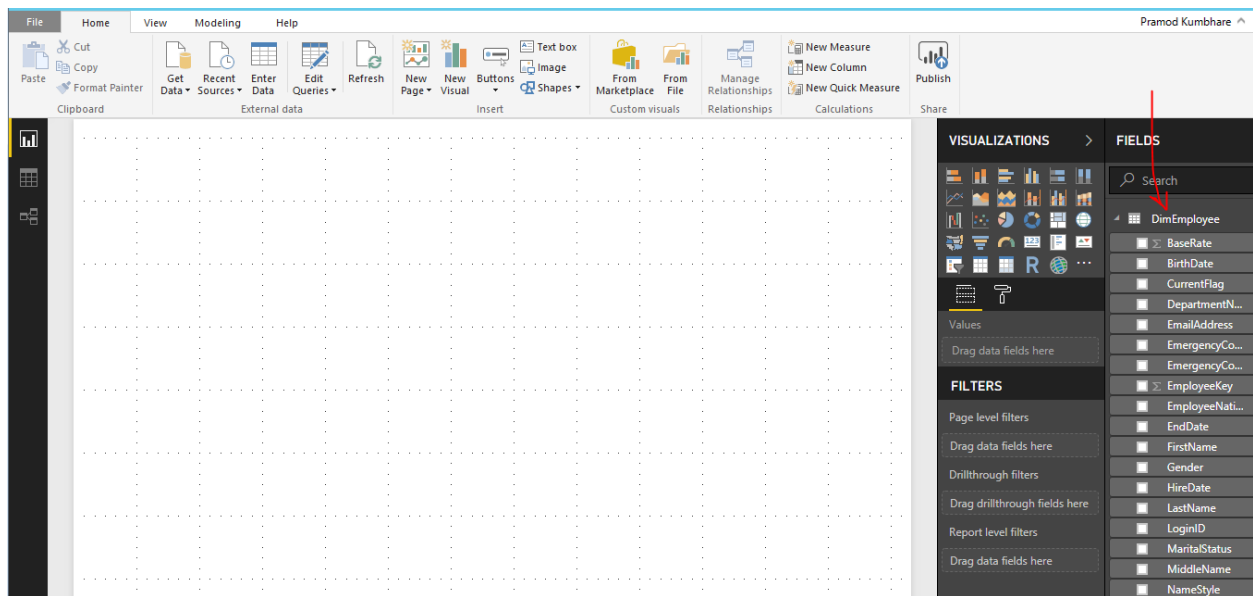 File Home View Modeling Help Pramod Kumbhare
Paste
Cut
Copy
Format Painter
Clipboard
Get Data
Recent Sources
Enter Data
Edit Queries
Refresh
External data
New Page
New Visual
Buttons
Text box
Image
Shapes
Insert
From Marketplace
From File
Custom visuals
Manage Relationships
Relationships
New Measure
New Column
New Quick Measure
Calculations
Publish
Share
VISUALIZATIONS
123
R
Values
Drag data fields here
FILTERS
Page level filters
Drag data fields here
Drillthrough filters
Drag drillthrough fields here
Report level filters
Drag data fields here
FIELDS
Search
DimEmployee
Σ BaseRate
BirthDate
CurrentFlag
DepartmentN...
EmailAddress
EmergencyCo...
EmergencyCo...
Σ EmployeeKey
EmployeeNati...
EndDate
FirstName
Gender
HireDate
LastName
LoginID
MaritalStatus
MiddleName
NameStyle